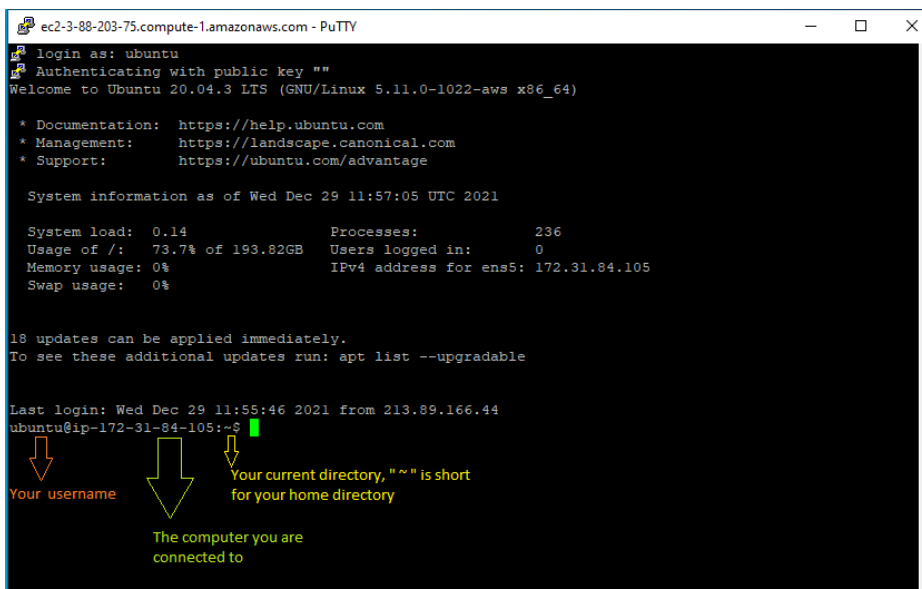 ec2-3-88-203-75.compute-1.amazonaws.com - PuTTY
login as: ubuntu
Authenticating with public key ""
Welcome to Ubuntu 20.04.3 LTS (GNU/Linux 5.11.0-1022-aws x86_64)
* Documentation: https://help.ubuntu.com
* Management: https://landscape.canonical.com
* Support: https://ubuntu.com/advantage
System information as of Wed Dec 29 11:57:05 UTC 2021
System load: 0.14 Processes: 236
Usage of /: 73.7% of 193.82GB Users logged in: 0
Memory usage: 0% IPv4 address for ens5: 172.31.84.105
Swap usage: 0%
18 updates can be applied immediately.
To see these additional updates run: apt list --upgradable
Last login: Wed Dec 29 11:55:46 2021 from 213.89.166.44
ubuntu@ip-172-31-84-105:~$
Your username
Your current directory, "~" is short
for your home directory
The computer you are
connected to